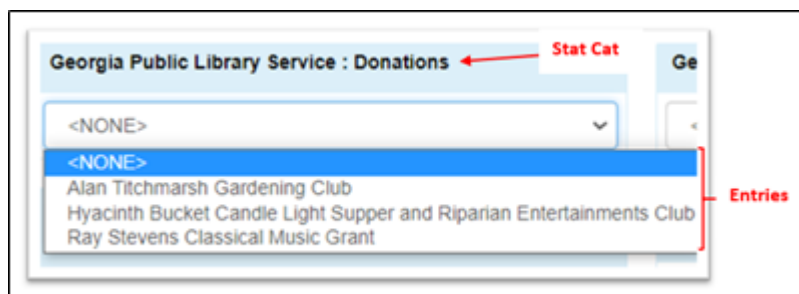 Georgia Public Library Service : Donations
Stat Cat
Ge
<NONE>
<NONE>
Alan Titchmarsh Gardening Club
Hyacinth Bucket Candle Light Supper and Riparian Entertainments Club
Ray Stevens Classical Music Grant
Entries